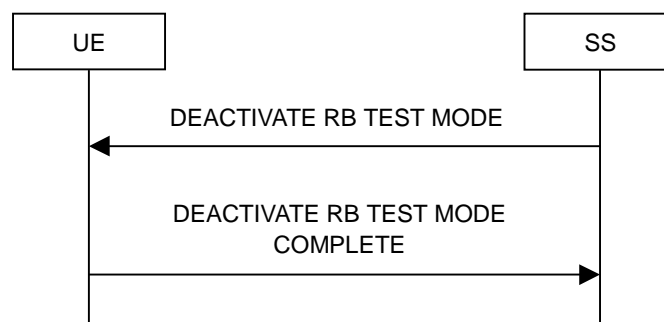 UE
SS
DEACTIVATE RB TEST MODE
DEACTIVATE RB TEST MODE
COMPLETE